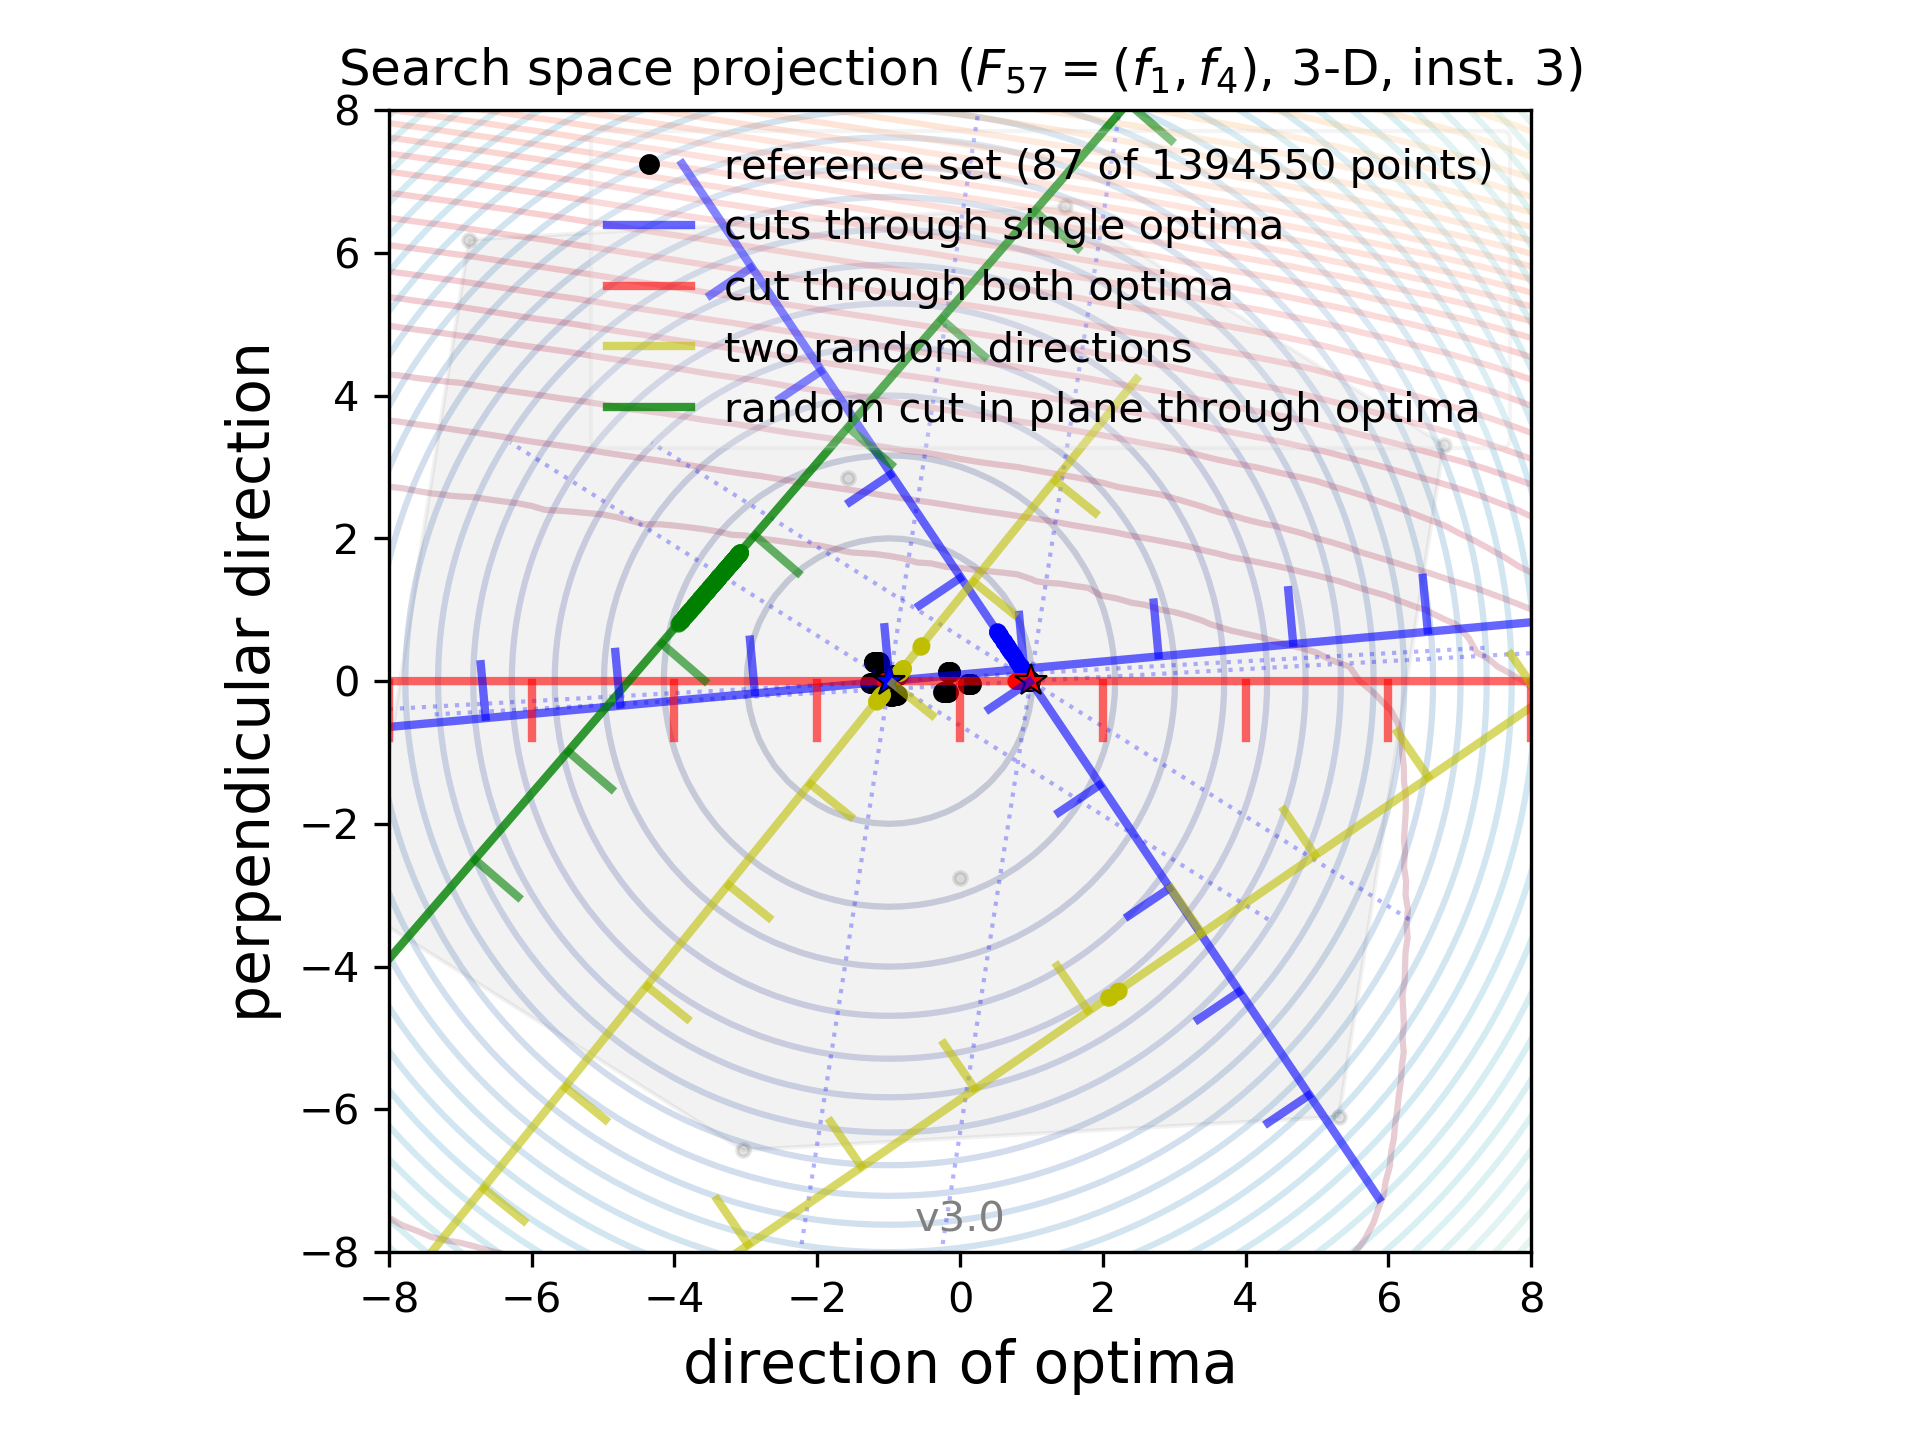 Search space projection (F57 = (f1, f4), 3-D, inst. 3)
8
reference set (87 of 1394550 points)
cuts through single optima
6
cut through both optima
two random directions
4
random cut in plane through optima
2
0
−2
−4
−6
−8
perpendicular direction
v3.0
−8 −6 −4 −2 0 2 4 6 8
direction of optima